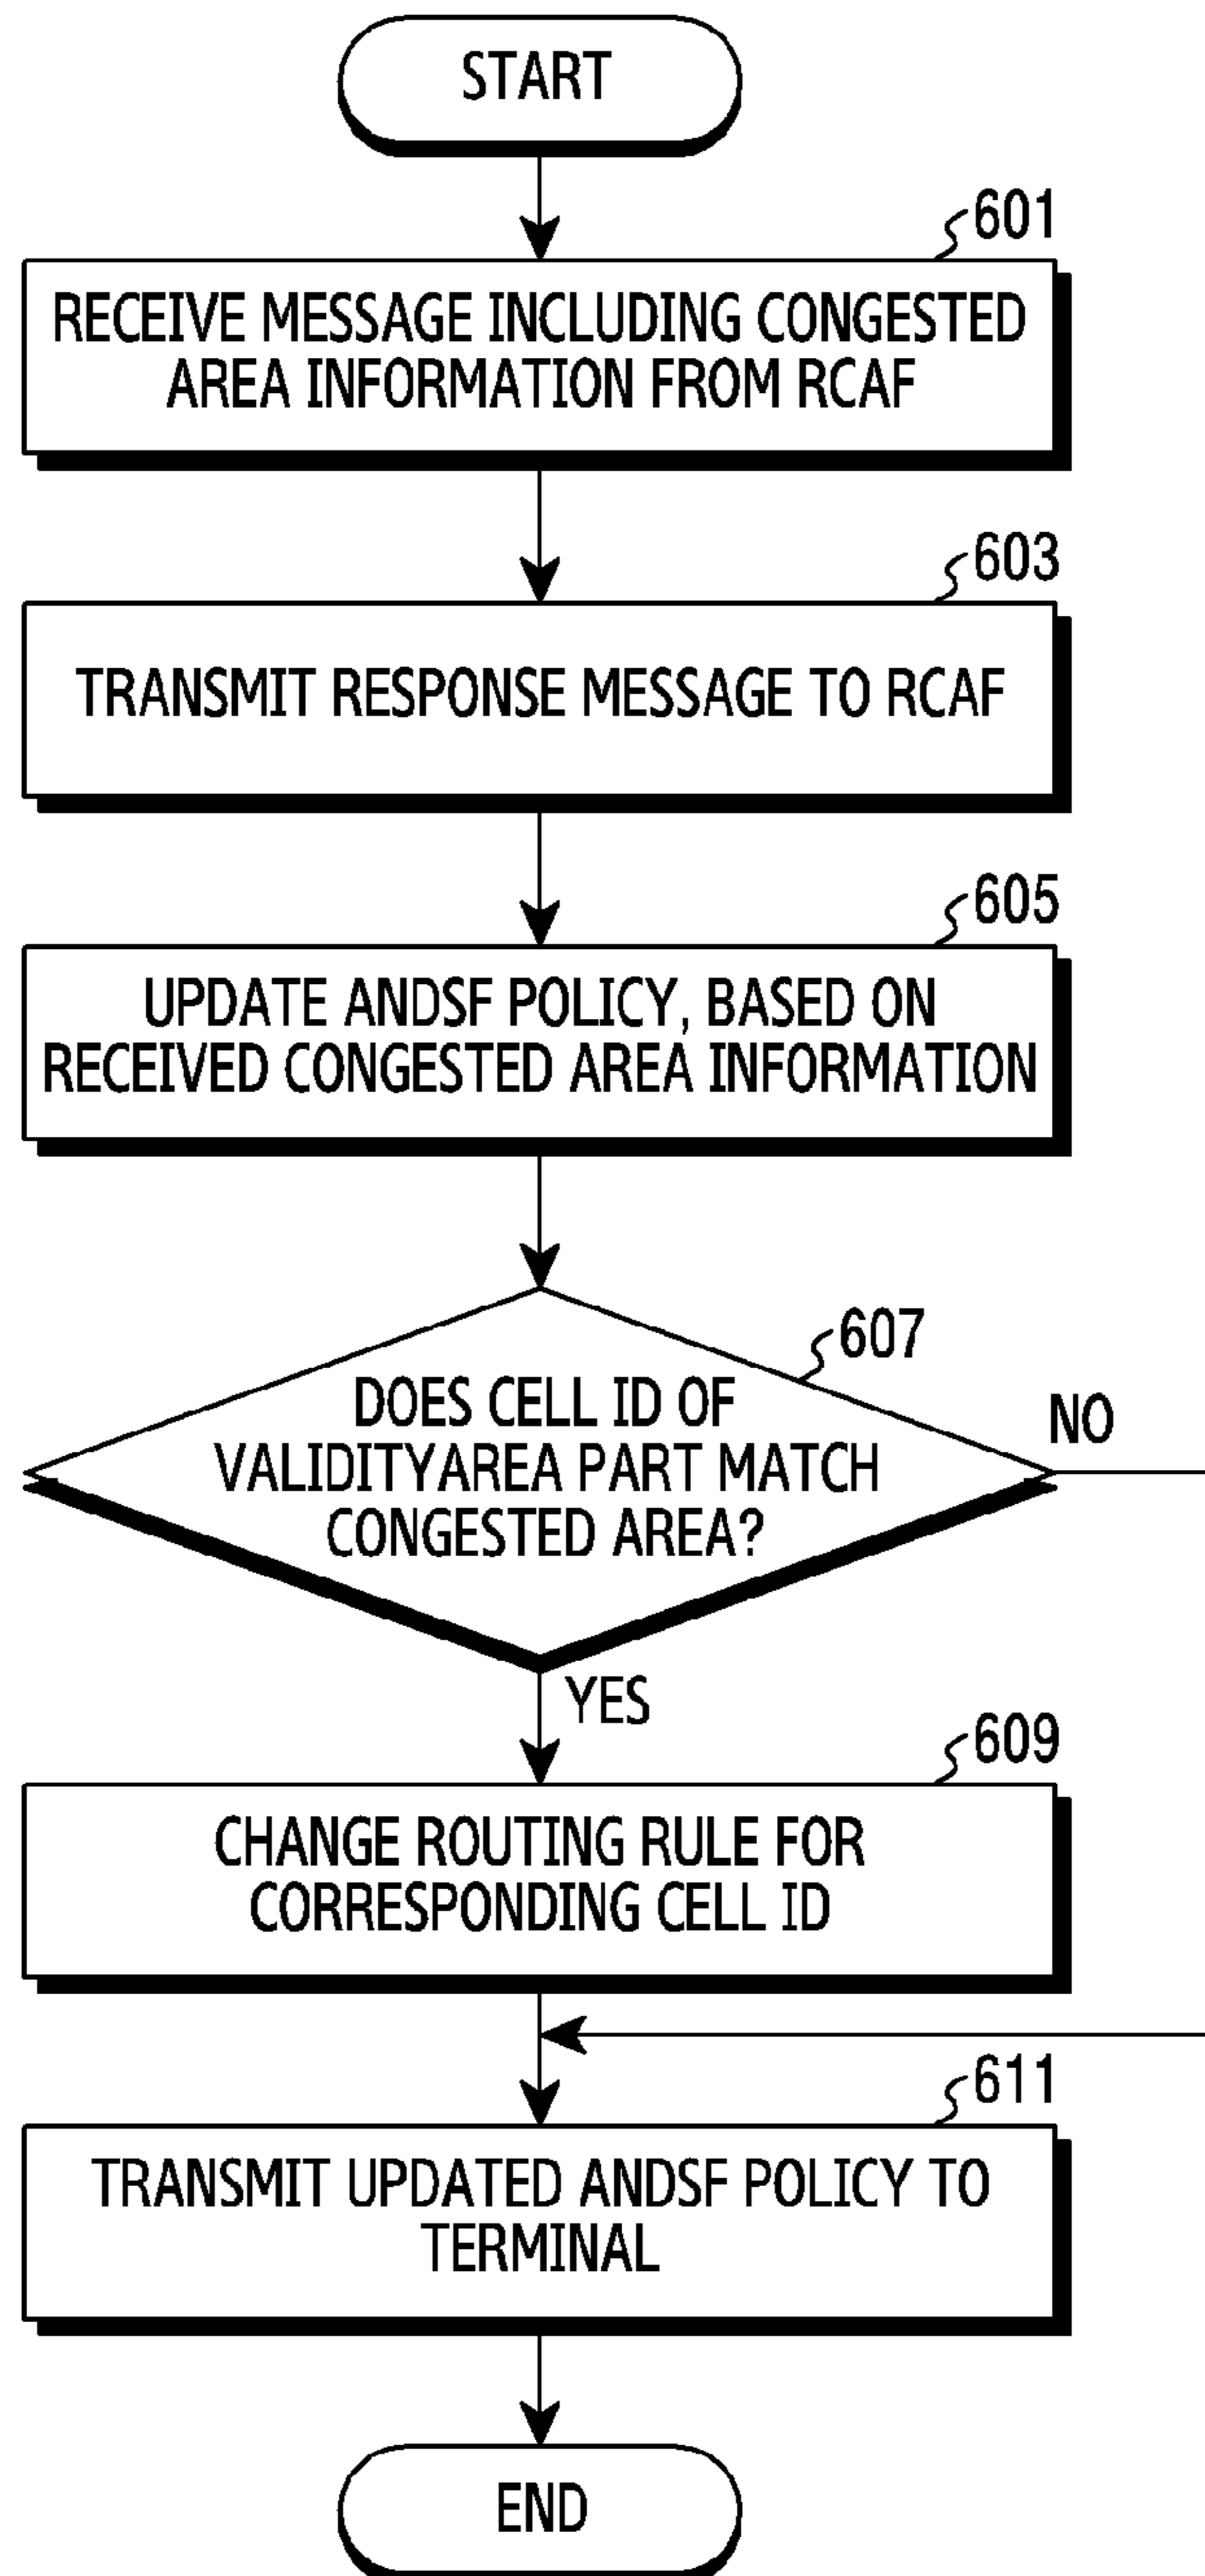 START
601
RECEIVE MESSAGE INCLUDING CONGESTED
AREA INFORMATION FROM RCAF
603
TRANSMIT RESPONSE MESSAGE TO RCAF
605
UPDATE ANDSF POLICY, BASED ON
RECEIVED CONGESTED AREA INFORMATION
607
DOES CELL ID OF
VALIDITYAREA PART MATCH
CONGESTED AREA?
NO
YES
609
CHANGE ROUTING RULE FOR
CORRESPONDING CELL ID
611
TRANSMIT UPDATED ANDSF POLICY TO
TERMINAL
END